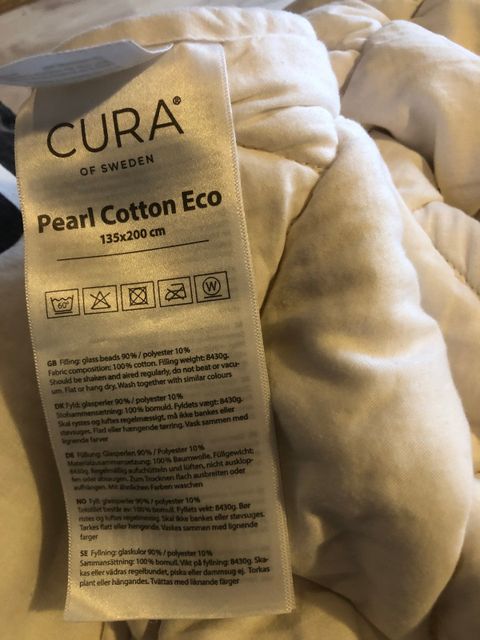 CURA®
OF SWEDEN
Pearl Cotton Eco
135x200 cm
60°
W
GB Filling: glass beads 90% / polyester 10%
Fabric composition: 100% cotton. Filling weight: 8430g.
Should be shaken and aired regularly, do not beat or vacu-
um. Flat or hang dry. Wash together with similar colours
DK Fyld: glasperler 90% / polyester 10%
Stofsammensætning: 100% bomuld. Fyldets vægt: 8430g.
Skal rystes og luftes regelmæssigt, må ikke bankes eller
støvsuges. Flad eller hængende tørring. Vask sammen med
lignende farver
DE Füllung: Glasperlen 90% / Polyester 10%
Materialzusammensetzung: 100% Baumwolle. Füllgewicht:
8430g. Regelmäßig aufschütteln und lüften, nicht ausklop-
fen oder absaugen. Zum Trocknen flach ausbreiten oder
aufhängen. Mit ähnlichen Farben waschen
NO Fyll: glassperler 90% / polyester 10%
Tekstilet består av: 100% bomull. Fyllets vekt: 8430g. Bør
ristes og luftes regelmessig. Skal ikke bankes eller støvsuges.
Tørkes flatt eller hengende. Vaskes sammen med lignende
farger
SE Fyllning: glaskulor 90% / polyester 10%
Sammansättning: 100% bomull. Vikt på fyllning: 8430g. Ska-
kas eller vädras regelbundet, piska eller dammsug ej. Torkas
plant eller hängandes. Tvättas med liknande färger